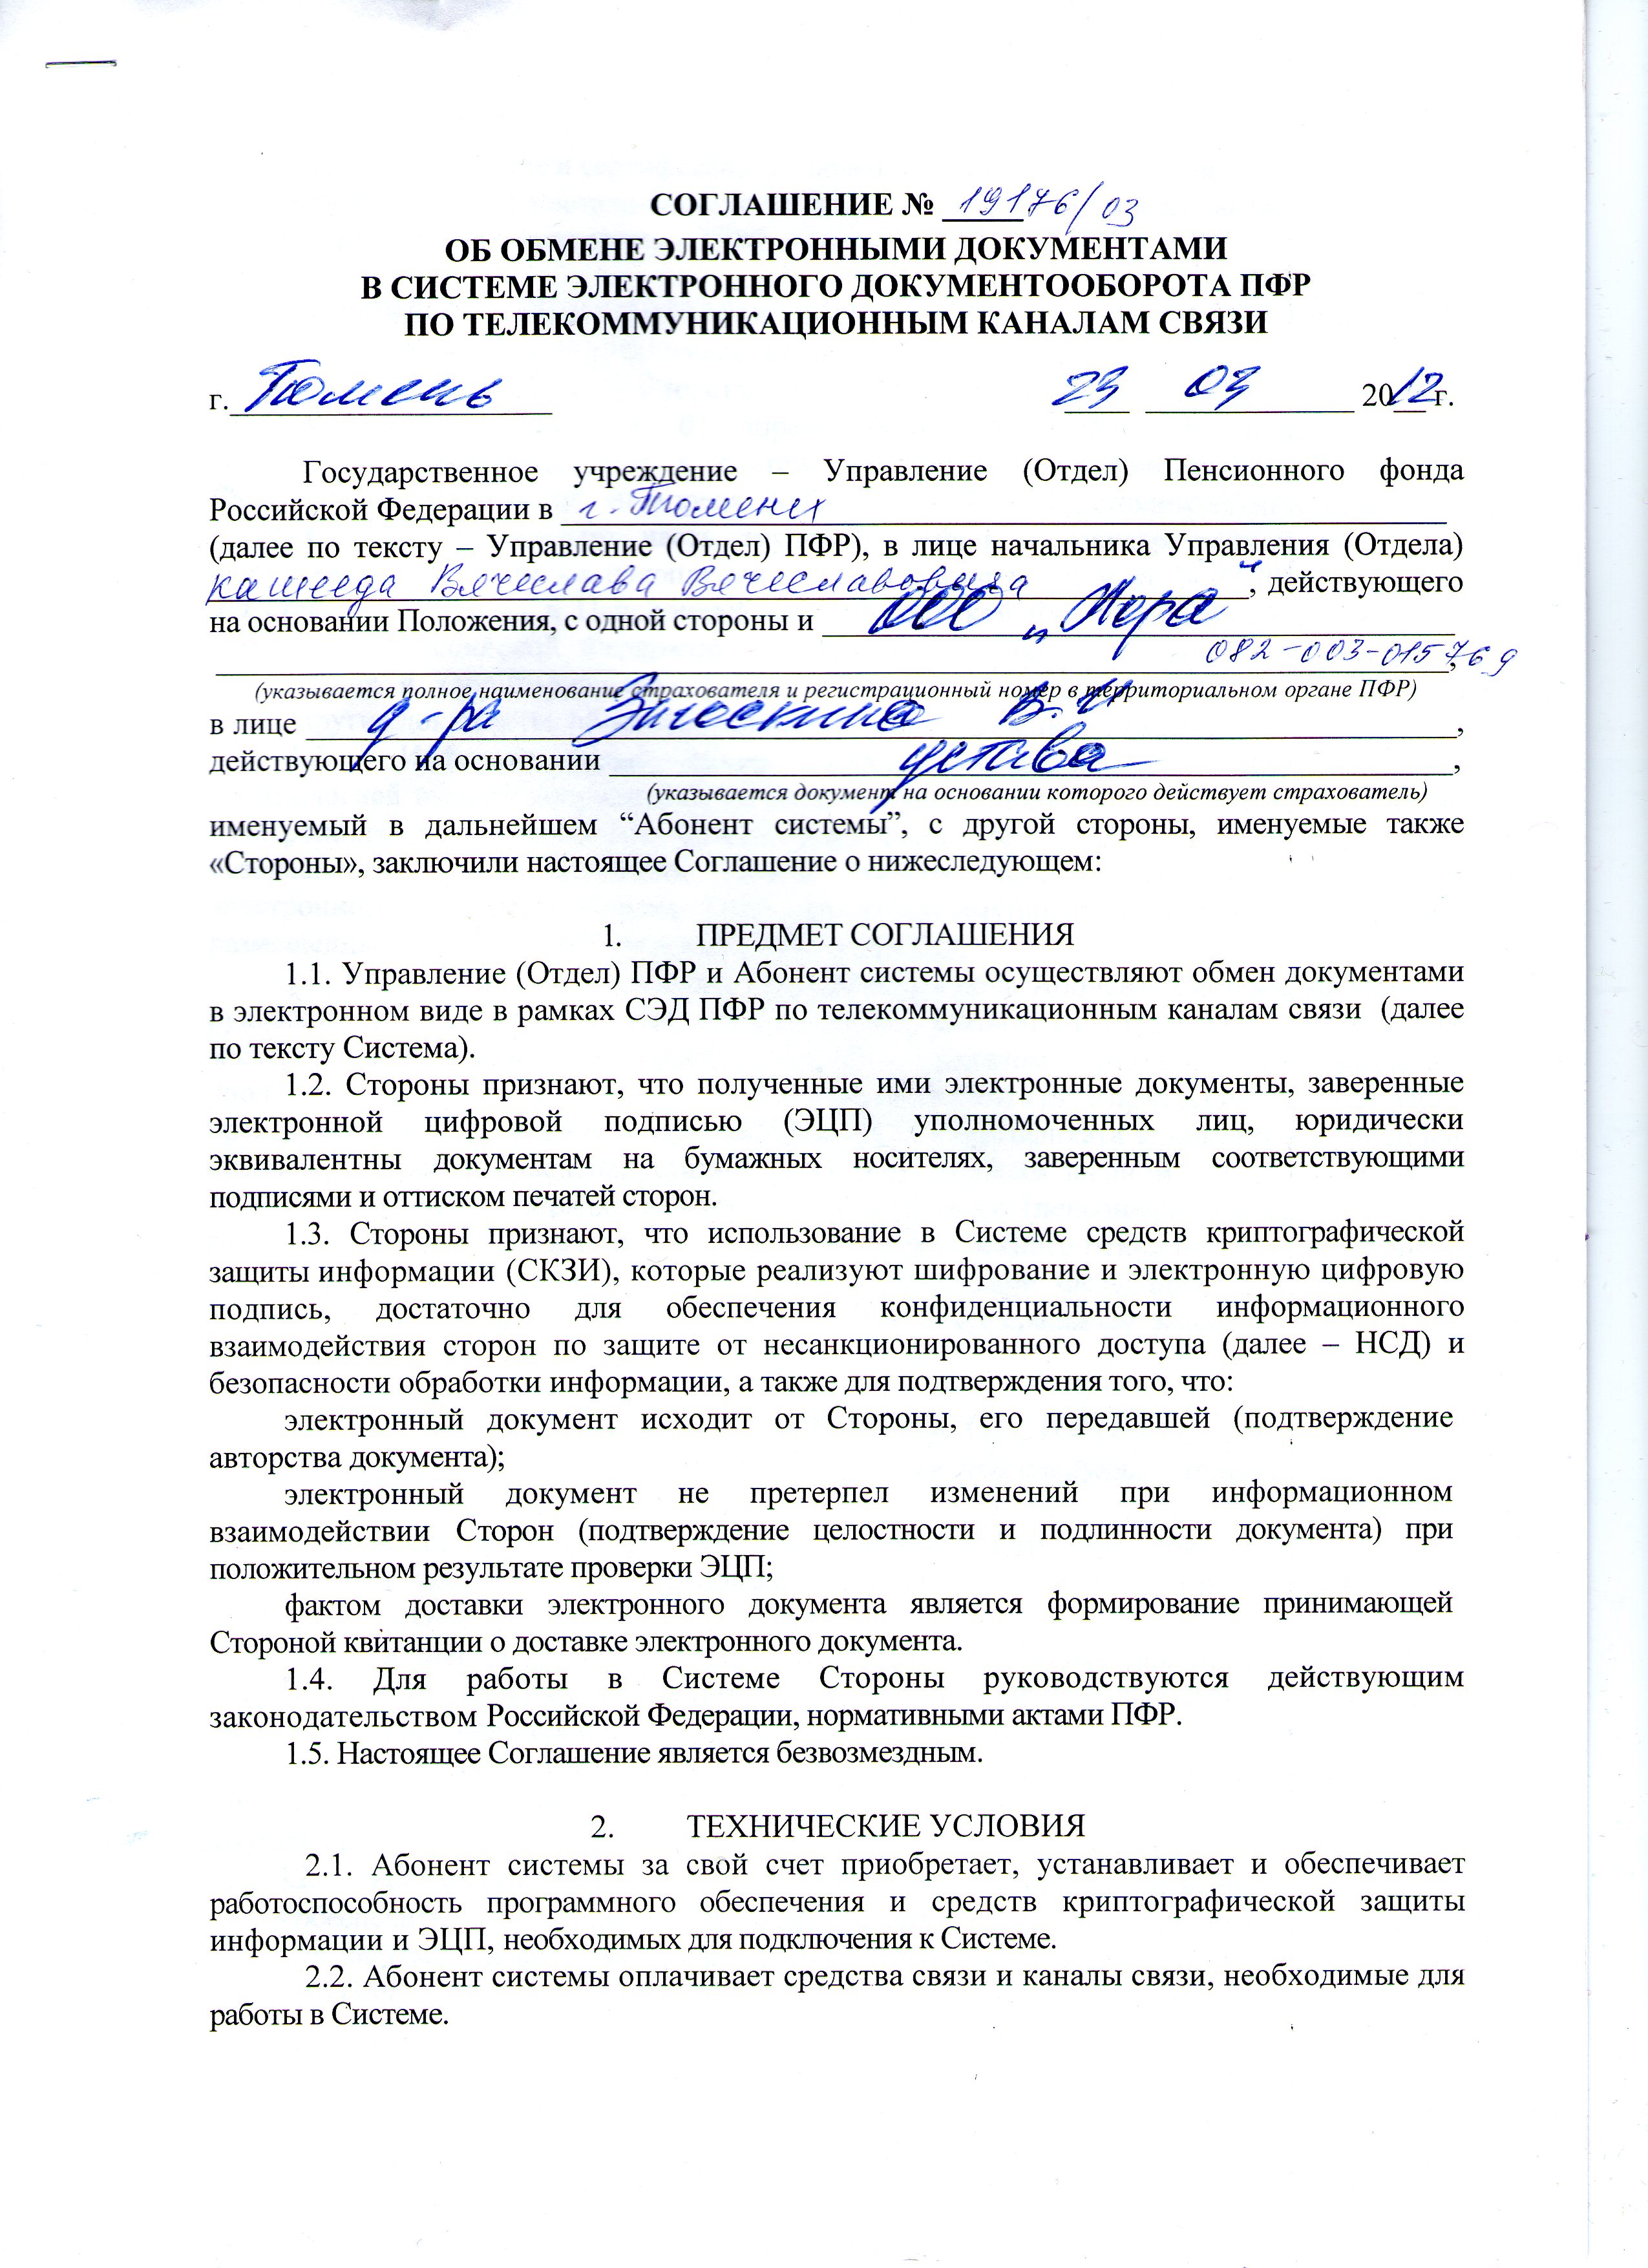 СОГЛАШЕНИЕ № 19176/03
ОБ ОБМЕНЕ ЭЛЕКТРОННЫМИ ДОКУМЕНТАМИ
В СИСТЕМЕ ЭЛЕКТРОННОГО ДОКУМЕНТООБОРОТА ПФР
ПО ТЕЛЕКОММУНИКАЦИОННЫМ КАНАЛАМ СВЯЗИ
г. Тюмень 23 03 2012 г.
Государственное учреждение – Управление (Отдел) Пенсионного фонда
Российской Федерации в г. Тюмени
(далее по тексту – Управление (Отдел) ПФР), в лице начальника Управления (Отдела)
Вячеслава Вячеславовича, действующего
на основании Положения, с одной стороны и ООО „Мора"
082-003-015769,
(указывается полное наименование страхователя и регистрационный номер в территориальном органе ПФР)
в лице д-ра В. И,
действующего на основании устава,
(указывается документ на основании которого действует страхователь)
именуемый в дальнейшем “Абонент системы”, с другой стороны, именуемые также
«Стороны», заключили настоящее Соглашение о нижеследующем:
1. ПРЕДМЕТ СОГЛАШЕНИЯ
1.1. Управление (Отдел) ПФР и Абонент системы осуществляют обмен документами
в электронном виде в рамках СЭД ПФР по телекоммуникационным каналам связи (далее
по тексту Система).
1.2. Стороны признают, что полученные ими электронные документы, заверенные
электронной цифровой подписью (ЭЦП) уполномоченных лиц, юридически
эквивалентны документам на бумажных носителях, заверенным соответствующими
подписями и оттиском печатей сторон.
1.3. Стороны признают, что использование в Системе средств криптографической
защиты информации (СКЗИ), которые реализуют шифрование и электронную цифровую
подпись, достаточно для обеспечения конфиденциальности информационного
взаимодействия сторон по защите от несанкционированного доступа (далее – НСД) и
безопасности обработки информации, а также для подтверждения того, что:
электронный документ исходит от Стороны, его передавшей (подтверждение
авторства документа);
электронный документ не претерпел изменений при информационном
взаимодействии Сторон (подтверждение целостности и подлинности документа) при
положительном результате проверки ЭЦП;
фактом доставки электронного документа является формирование принимающей
Стороной квитанции о доставке электронного документа.
1.4. Для работы в Системе Стороны руководствуются действующим
законодательством Российской Федерации, нормативными актами ПФР.
1.5. Настоящее Соглашение является безвозмездным.
2. ТЕХНИЧЕСКИЕ УСЛОВИЯ
2.1. Абонент системы за свой счет приобретает, устанавливает и обеспечивает
работоспособность программного обеспечения и средств криптографической защиты
информации и ЭЦП, необходимых для подключения к Системе.
2.2. Абонент системы оплачивает средства связи и каналы связи, необходимые для
работы в Системе.